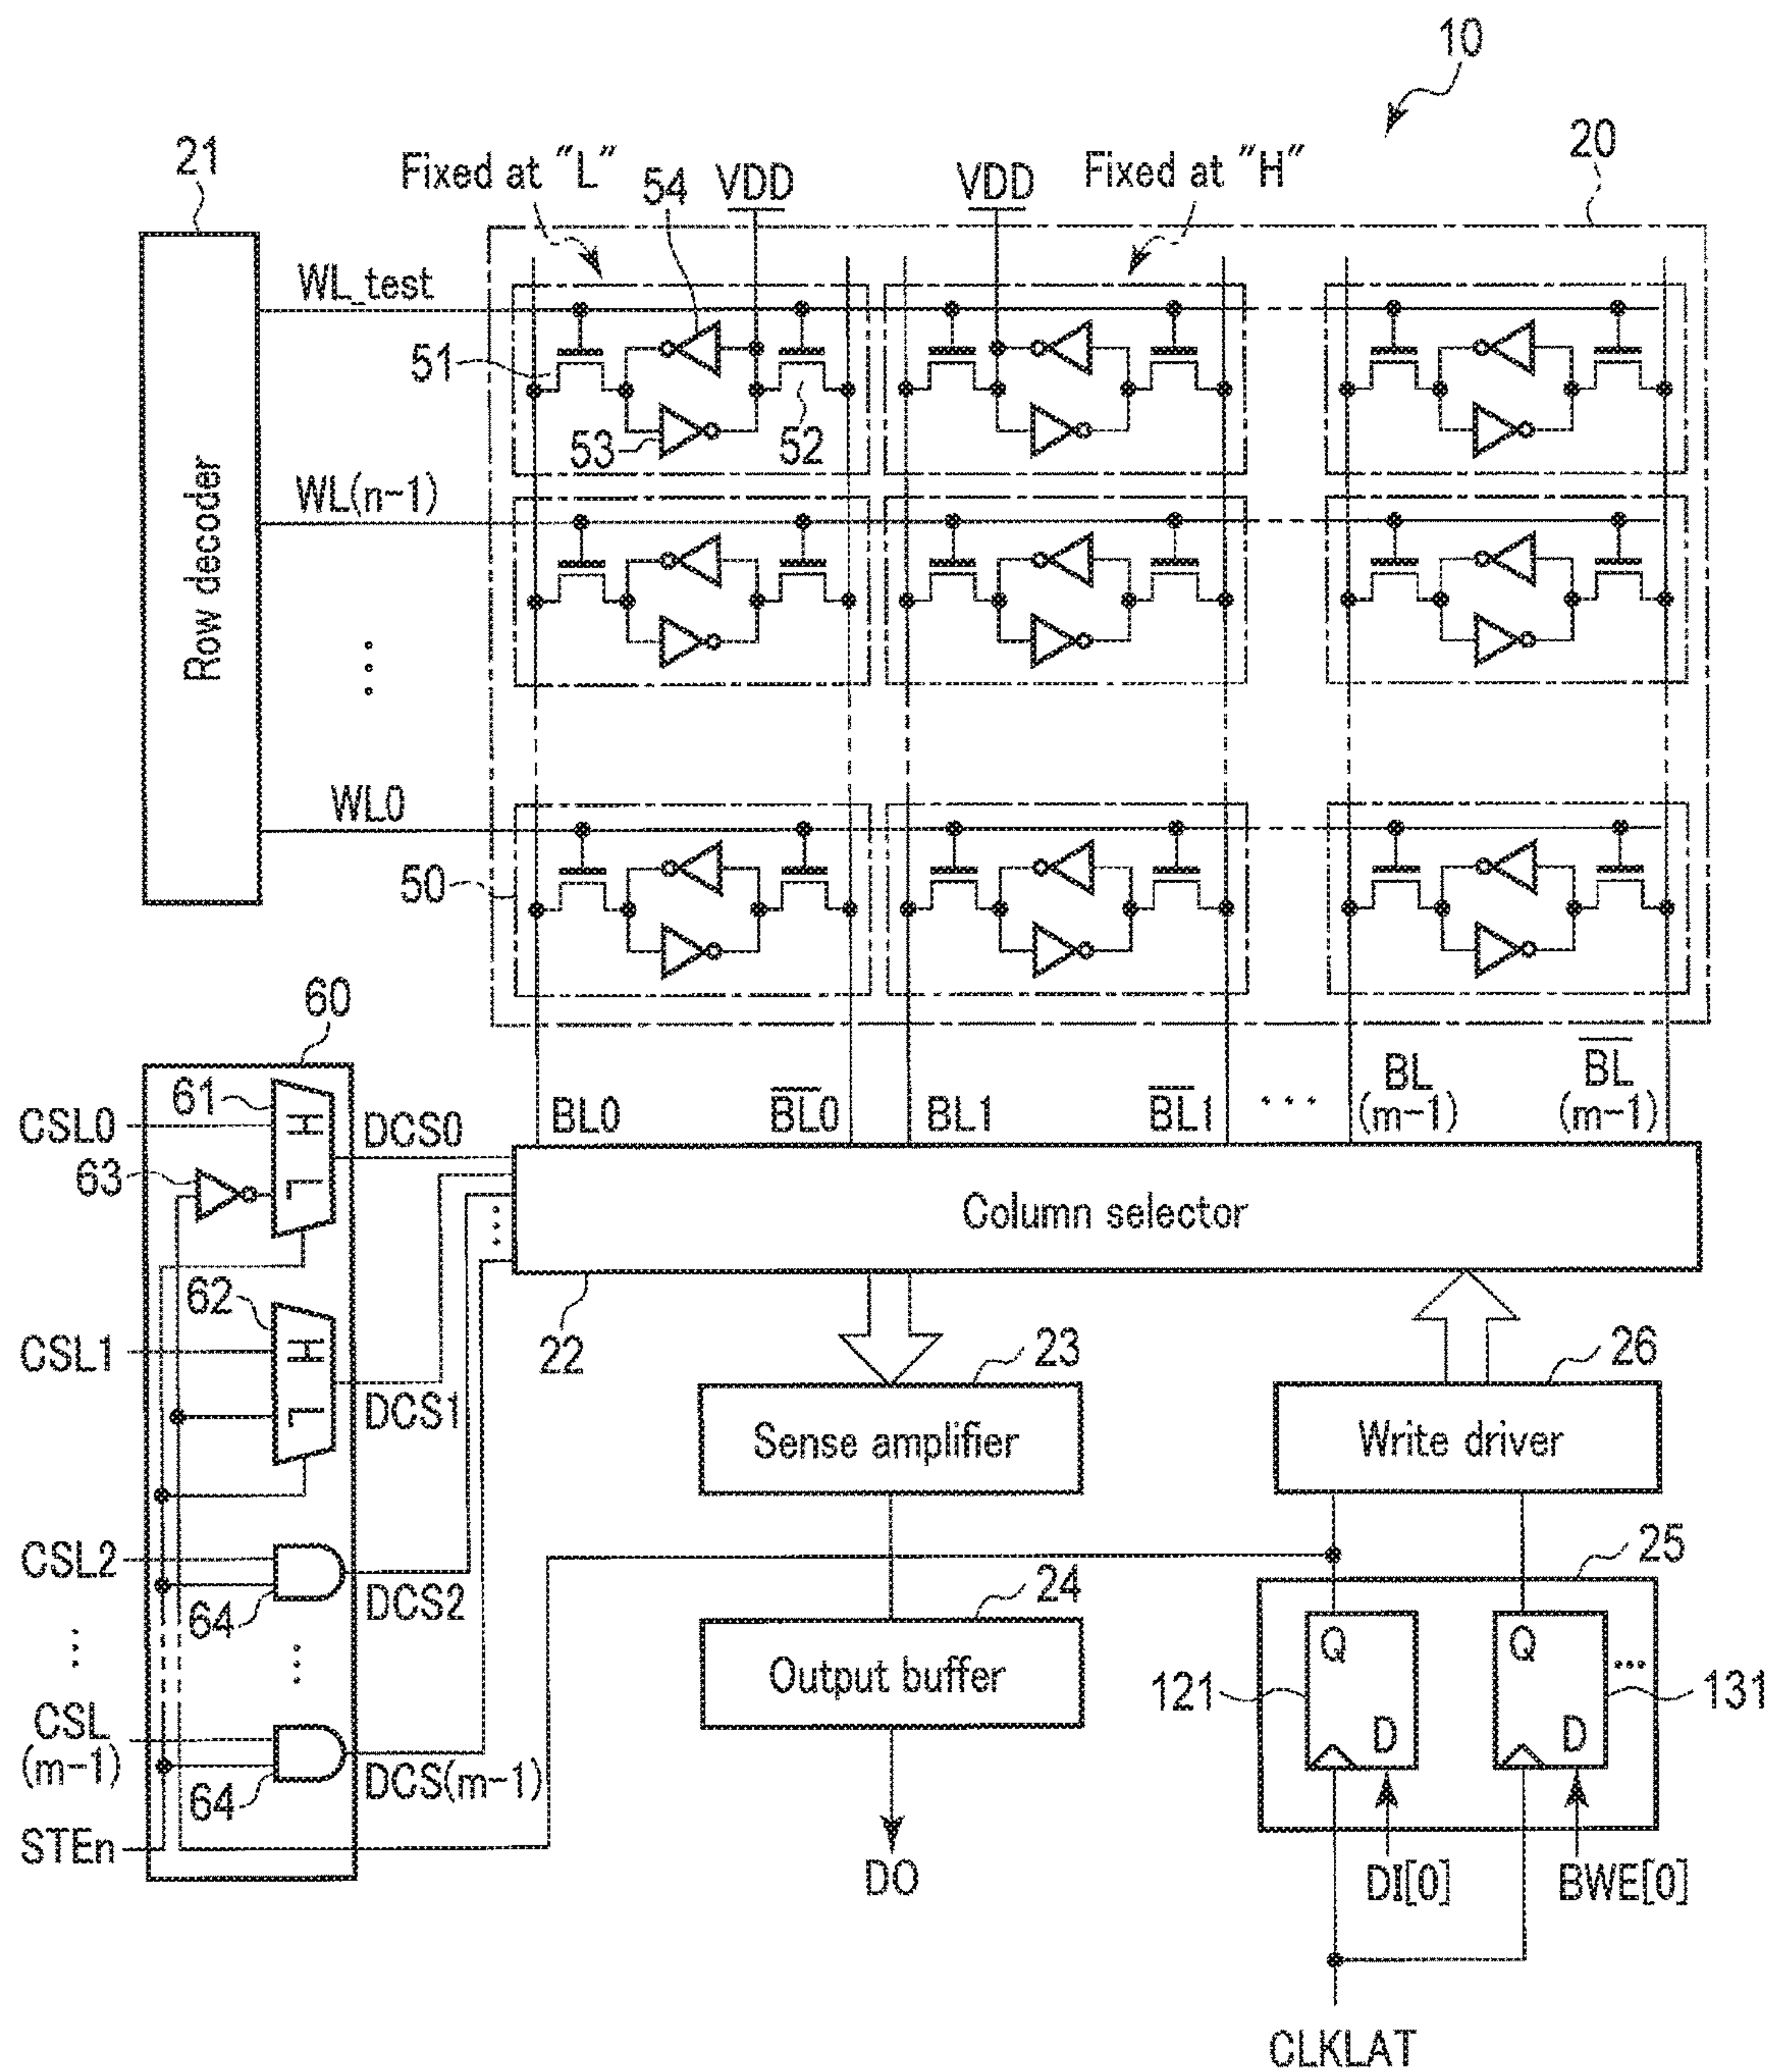 10
21
Fixed at "L"
54
VDD
VDD
Fixed at "H"
20
WL_test
51
53
52
Row decoder
WL(n-1)
WL0
50
60
61
CSL0
H
L
DCS0
63
BL0
BL0
BL1
BL1
BL
(m-1)
BL
(m-1)
Column selector
22
62
CSL1
H
L
DCS1
23
Sense amplifier
26
Write driver
CSL2
64
DCS2
24
Output buffer
25
Q
D
121
Q
D
131
CSL
(m-1)
64
DCS(m-1)
STEn
DO
DI[0]
BWE[0]
CLKLAT